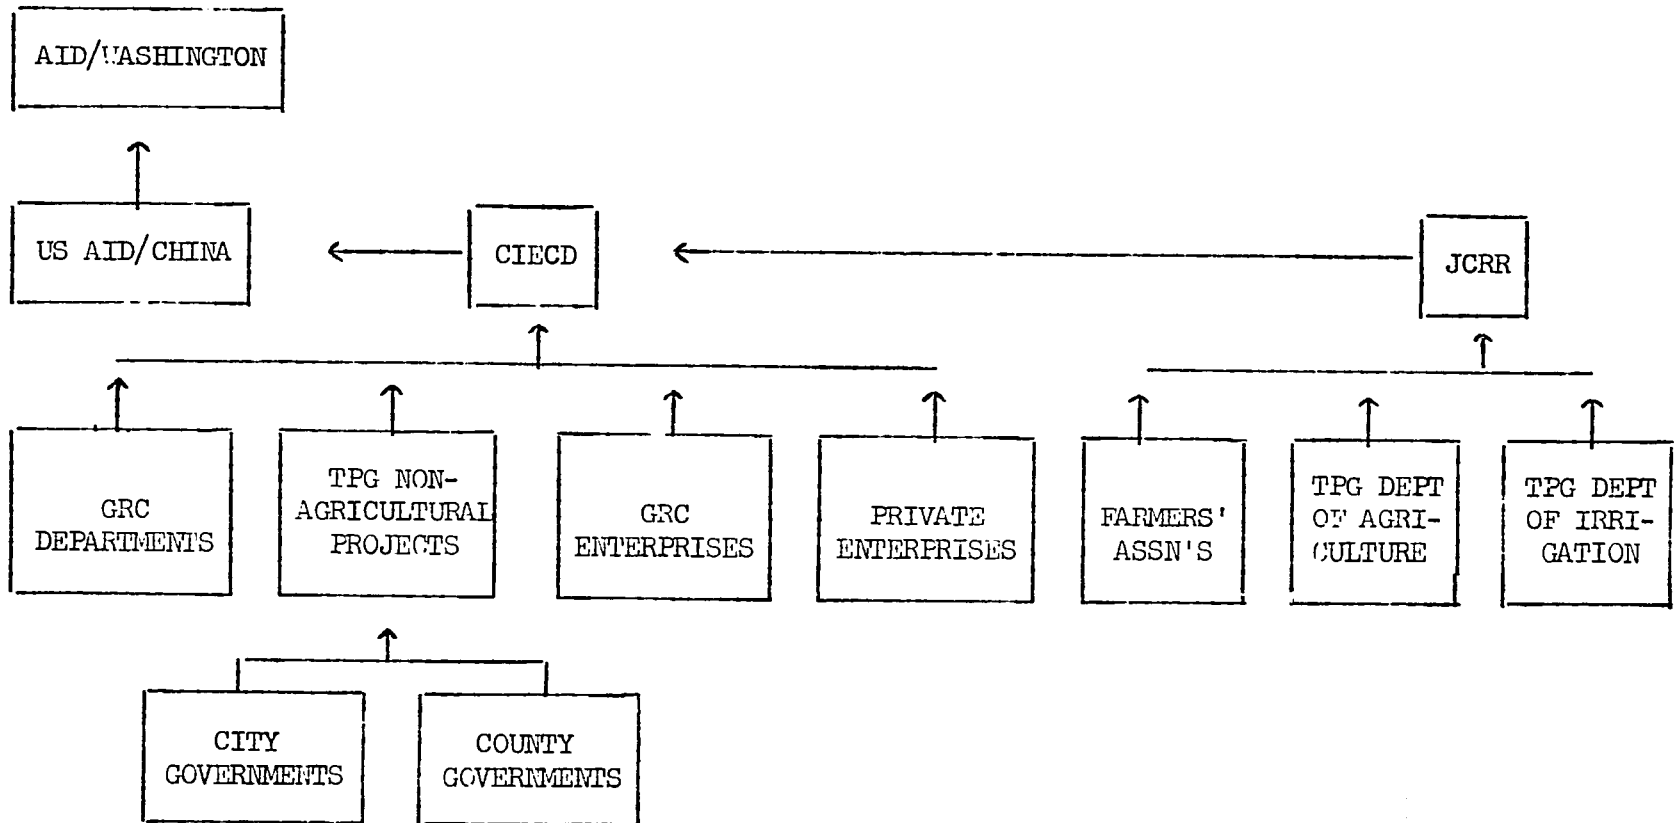 AID/WASHINGTON
US AID/CHINA
CIECD
JCRR
GRC
DEPARTMENTS
TPG NON-
AGRICULTURAL
PROJECTS
GRC
ENTERPRISES
PRIVATE
ENTERPRISES
FARMERS'
ASSN'S
TPG DEPT
OF AGRI-
CULTURE
TPG DEPT
OF IRRI-
GATION
CITY
GOVERNMENTS
COUNTY
GOVERNMENTS